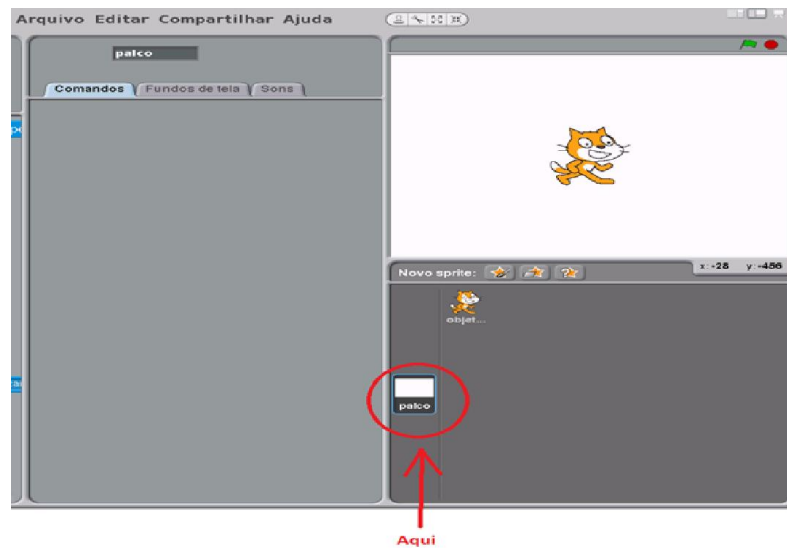 Arquivo Editar Compartilhar Ajuda
palco
Comandos Fundos de tela Sons
Novo sprite:
x:-28 y:-456
objet...
palco
Aqui